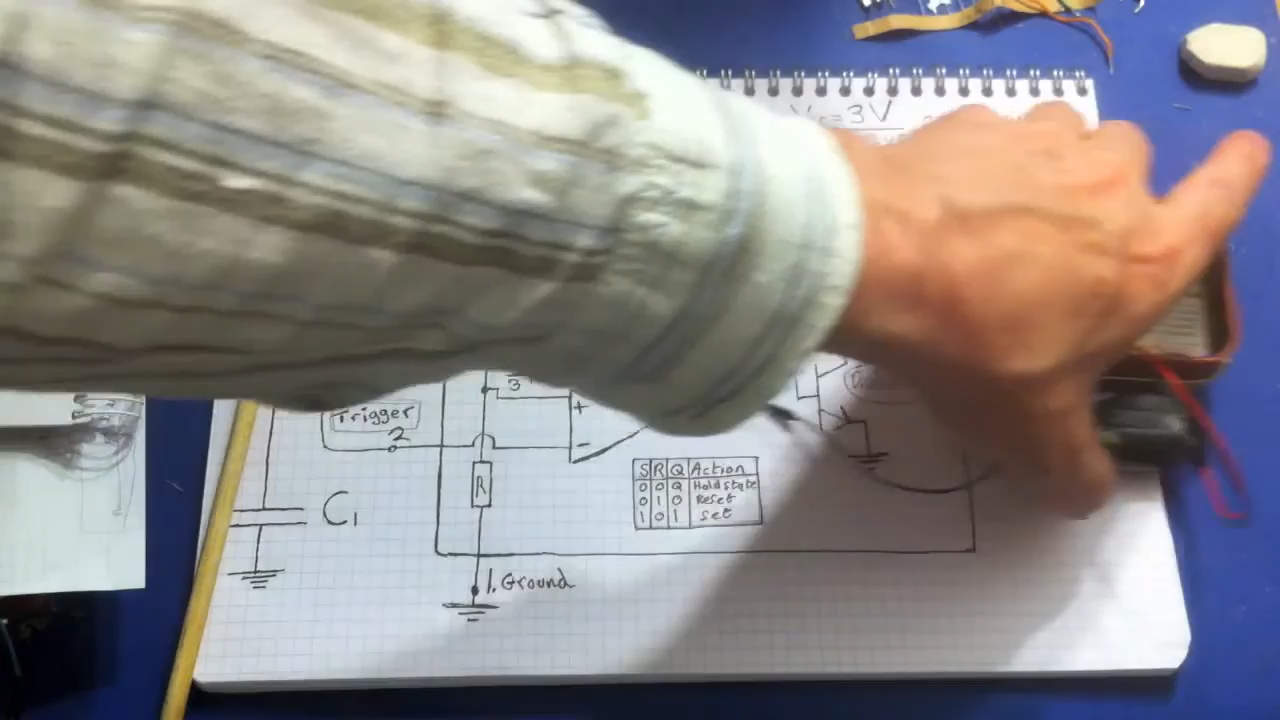 =3V
3
Trigger
2
+
-
R
C1
S R Q Action
0 0 Q Hold state
0 1 0 Reset
1 0 1 Set
1. Ground